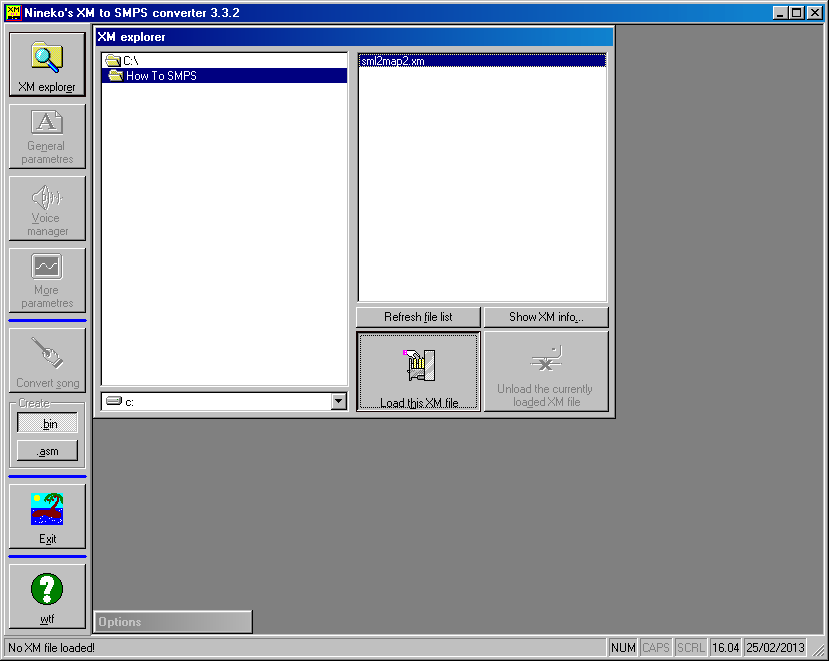 Nineko's XM to SMPS converter 3.3.2
XM explorer
General
parametres
Voice
manager
More
parametres
Convert song
Create
.bin
.asm
Exit
wtf
XM explorer
C:\
How To SMPS
c:
sml2map2.xm
Refresh file list
Show XM info...
Load this XM file
Unload the currently
loaded XM file
Options
No XM file loaded!
NUM
CAPS
SCRL
16.04
25/02/2013